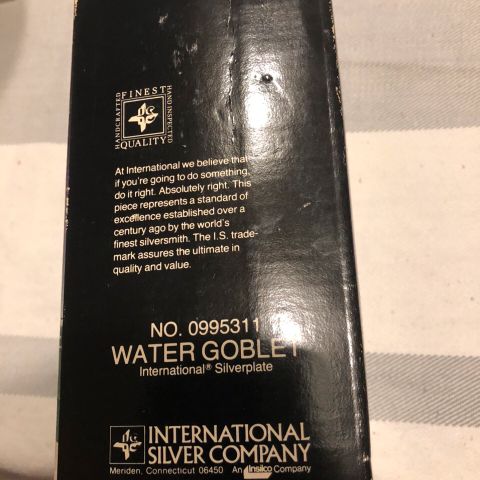 FINEST
HANDCRAFTED
HAND INSPECTED
QUALITY
At International we believe that
if you're going to do something,
do it right. Absolutely right. This
piece represents a standard of
excellence established over a
century ago by the world's
finest silversmith. The I.S. trade-
mark assures the ultimate in
quality and value.
NO. 0995311
WATER GOBLET
International® Silverplate
INTERNATIONAL
SILVER COMPANY
Meriden, Connecticut 06450 An Insilco Company